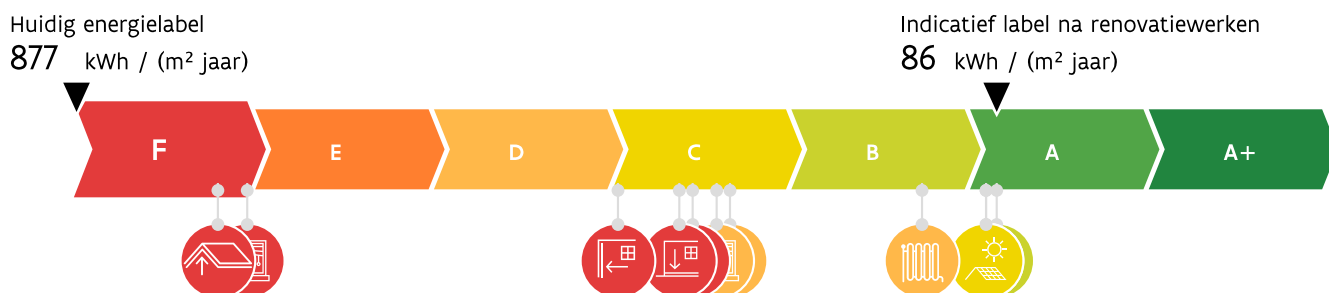 Huidig energielabel
877 kWh / (m² jaar)
Indicatief label na renovatiewerken
86 kWh / (m² jaar)
F E D C B A A+